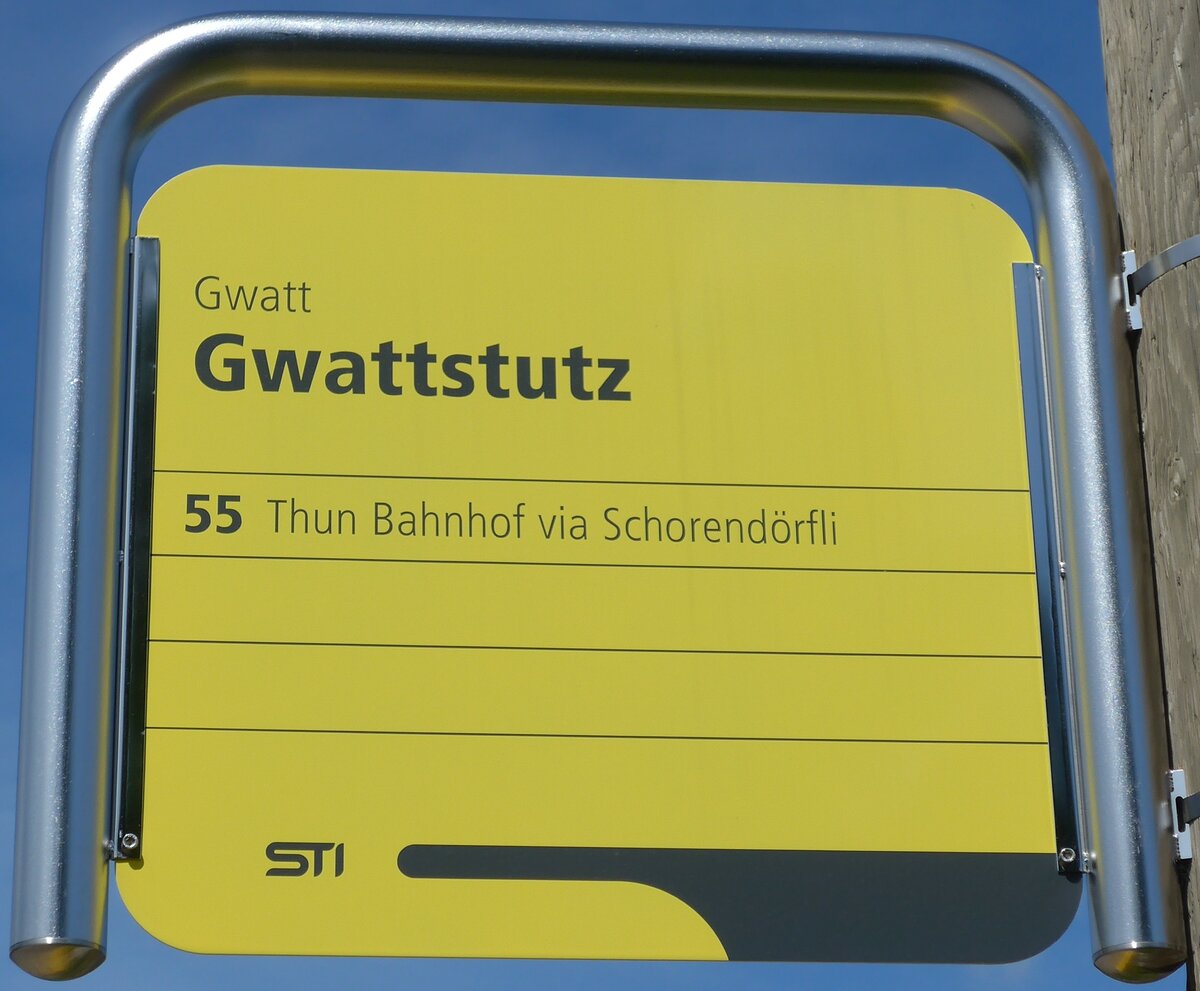 Gwatt
Gwattstutz
55 Thun Bahnhof via Schorendörfli
STI